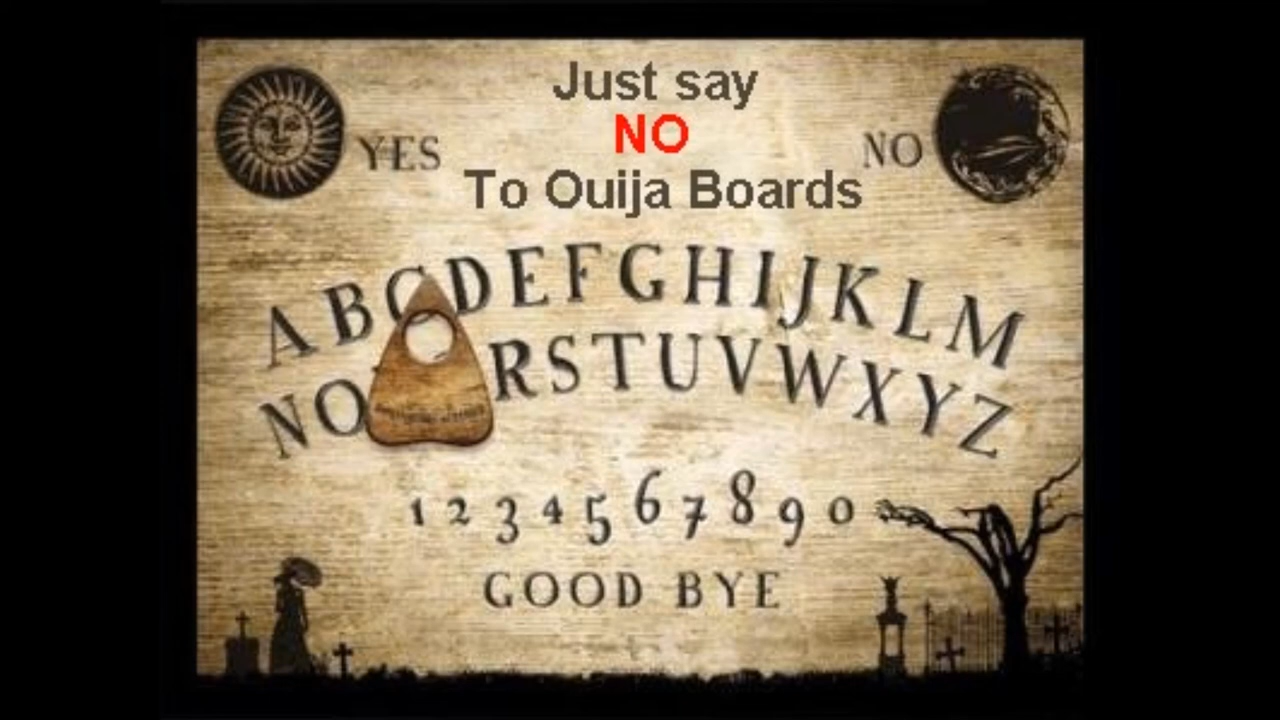 Just say
YES NO NO
To Ouija Boards
ABCDEFGHIJKLM
NO RSTUVWXYZ
1234567890
GOOD BYE